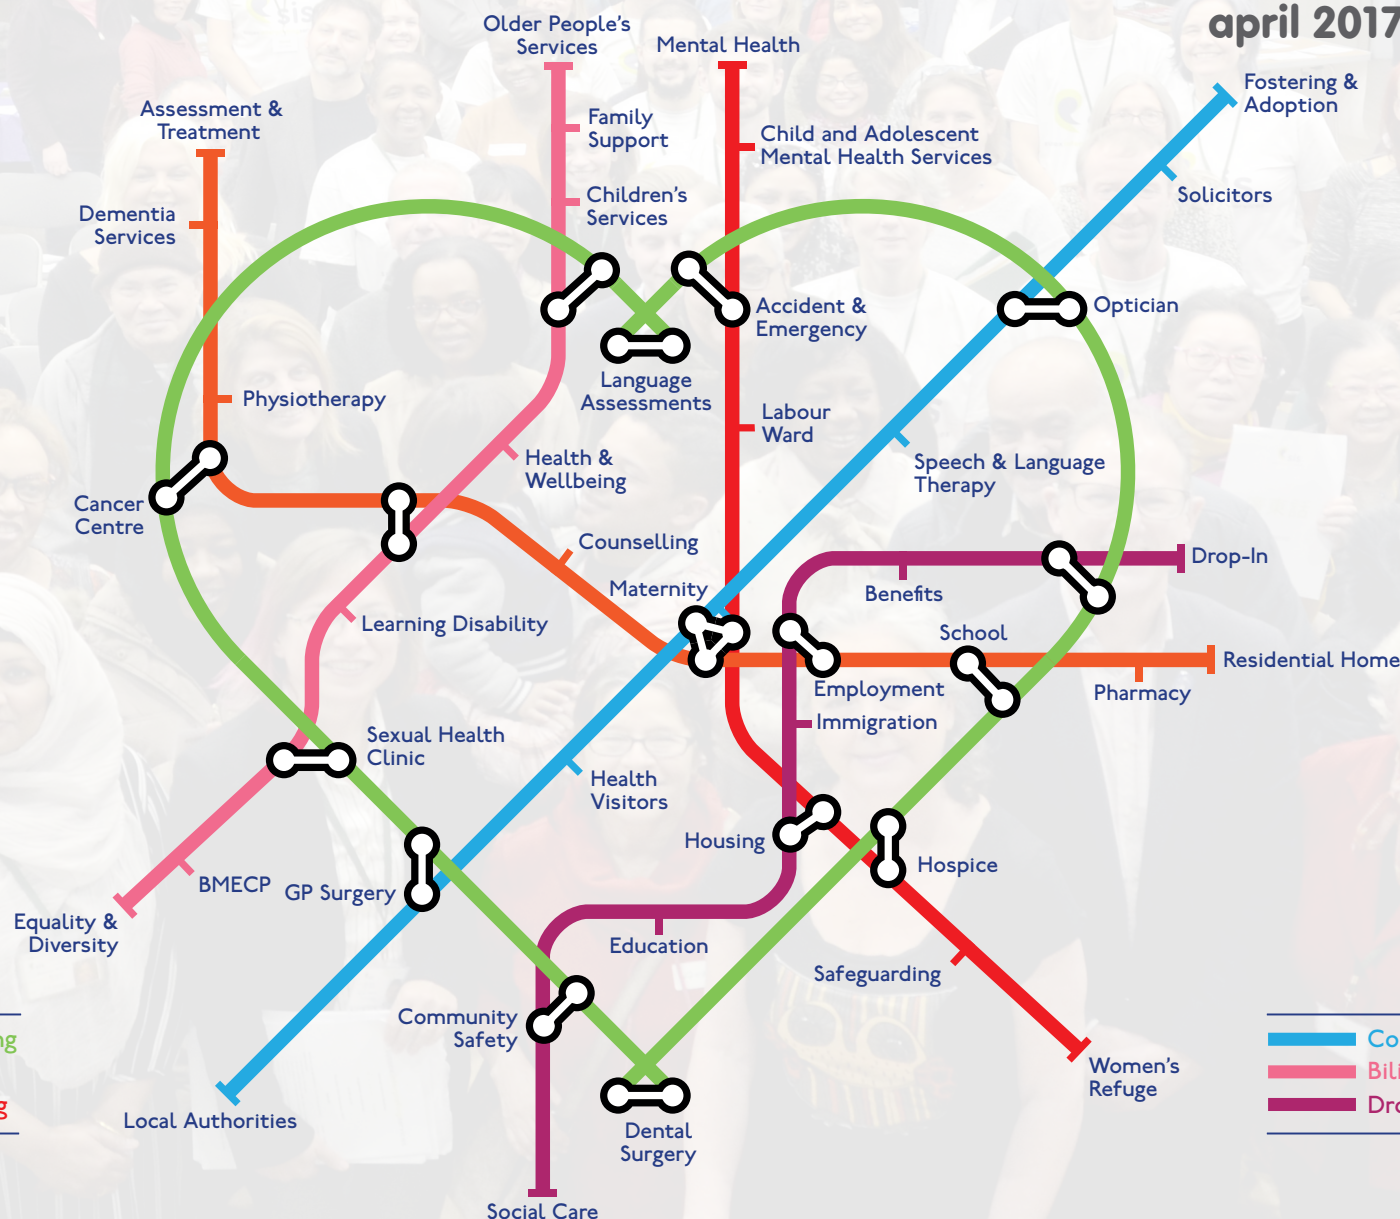 april 2017
Older People's
Services
Mental Health
Fostering &
Adoption
Assessment &
Treatment
Family
Support
Child and Adolescent
Mental Health Services
Solicitors
Dementia
Services
Children's
Services
Accident &
Emergency
Optician
Language
Assessments
Physiotherapy
Labour
Ward
Health &
Wellbeing
Speech & Language
Therapy
Cancer
Centre
Counselling
Maternity
Drop-In
Benefits
Learning Disability
School
Residential Home
Employment
Pharmacy
Immigration
Sexual Health
Clinic
Health
Visitors
Housing
Hospice
BMECP
GP Surgery
Equality &
Diversity
Education
Safeguarding
Community
Safety
Women's
Refuge
Local Authorities
Dental
Surgery
Social Care